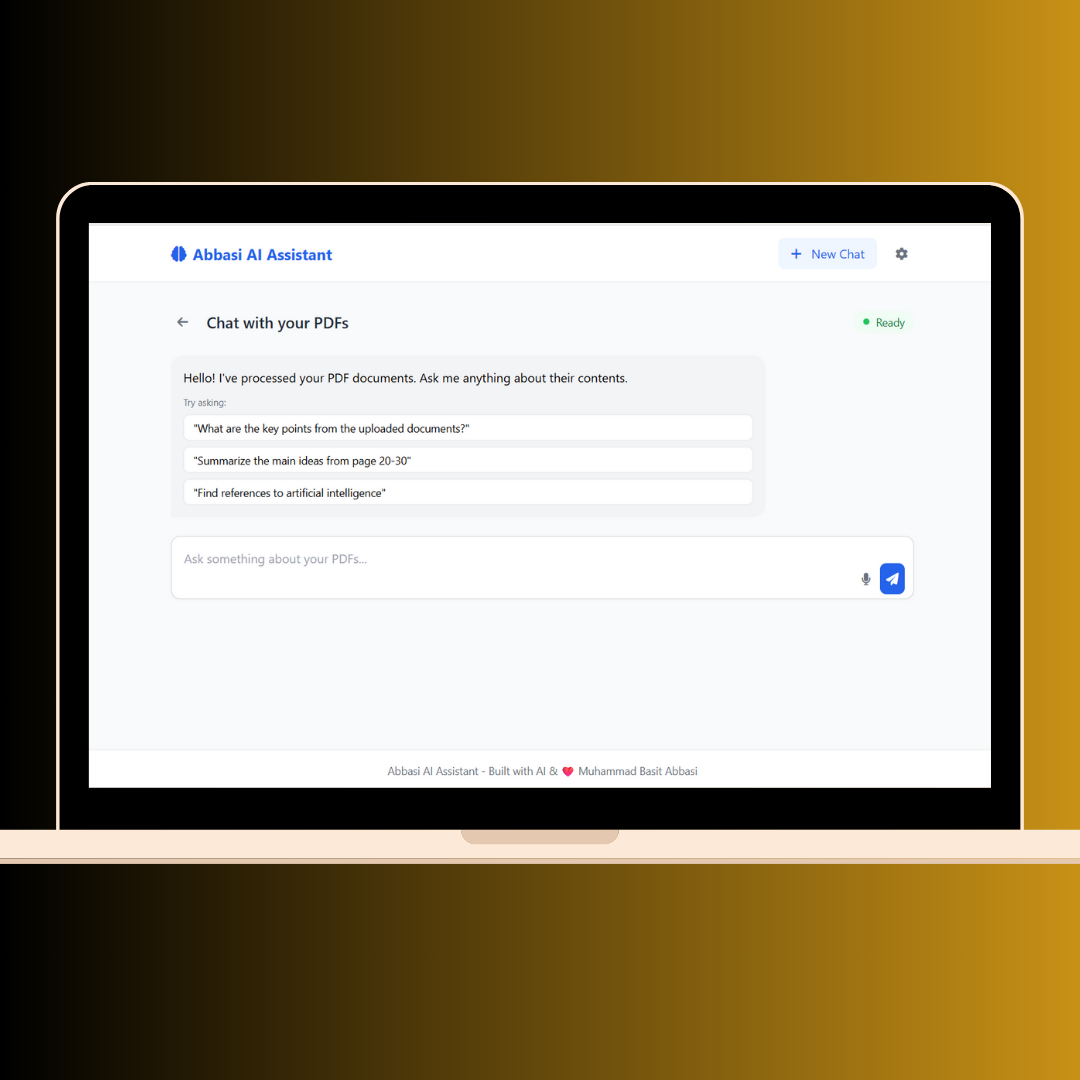 Abbasi AI Assistant
+ New Chat
Chat with your PDFs
Ready
Hello! I've processed your PDF documents. Ask me anything about their contents.
Try asking:
"What are the key points from the uploaded documents?"
"Summarize the main ideas from page 20-30"
"Find references to artificial intelligence"
Ask something about your PDFs...
Abbasi AI Assistant - Built with AI & ❤️ Muhammad Basit Abbasi